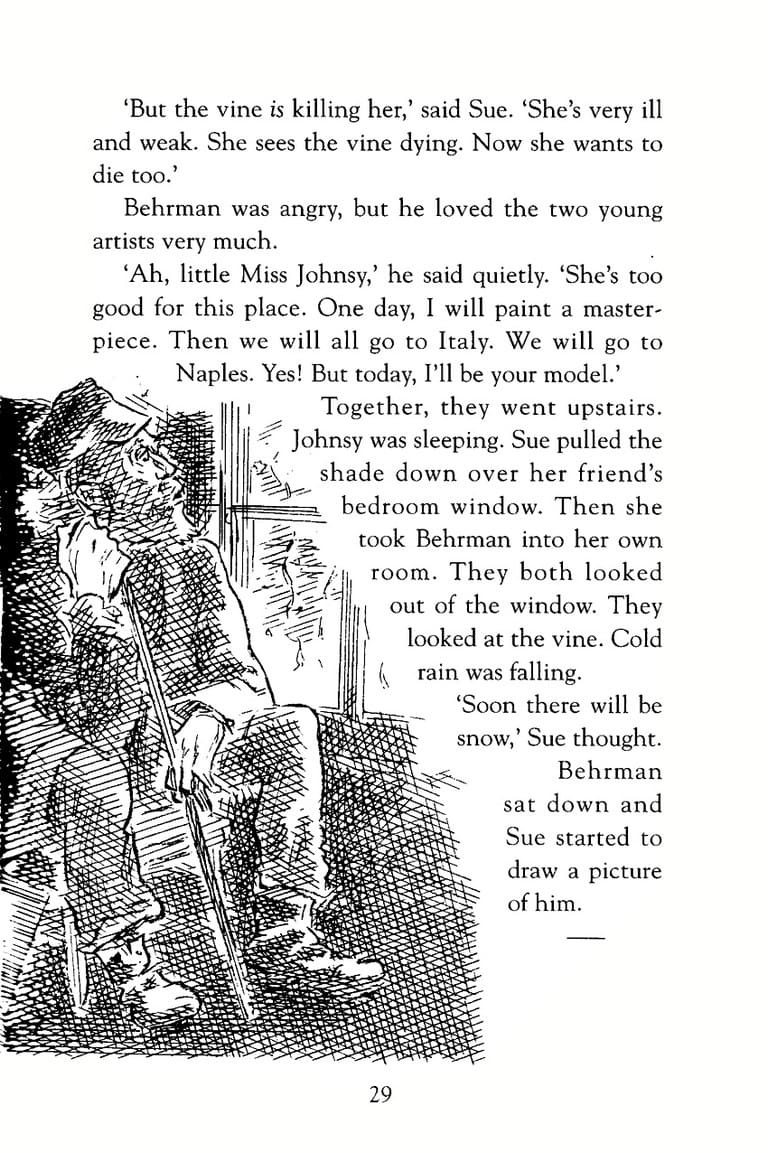 ‘But the vine is killing her,’ said Sue. ‘She’s very ill
and weak. She sees the vine dying. Now she wants to
die too.’
Behrman was angry, but he loved the two young
artists very much.
‘Ah, little Miss Johnsy,’ he said quietly. ‘She’s too
good for this place. One day, I will paint a master-
piece. Then we will all go to Italy. We will go to
Naples. Yes! But today, I’ll be your model.’
Together, they went upstairs.
Johnsy was sleeping. Sue pulled the
shade down over her friend’s
bedroom window. Then she
took Behrman into her own
room. They both looked
out of the window. They
looked at the vine. Cold
rain was falling.
‘Soon there will be
snow,’ Sue thought.
Behrman
sat down and
Sue started to
draw a picture
of him.
29